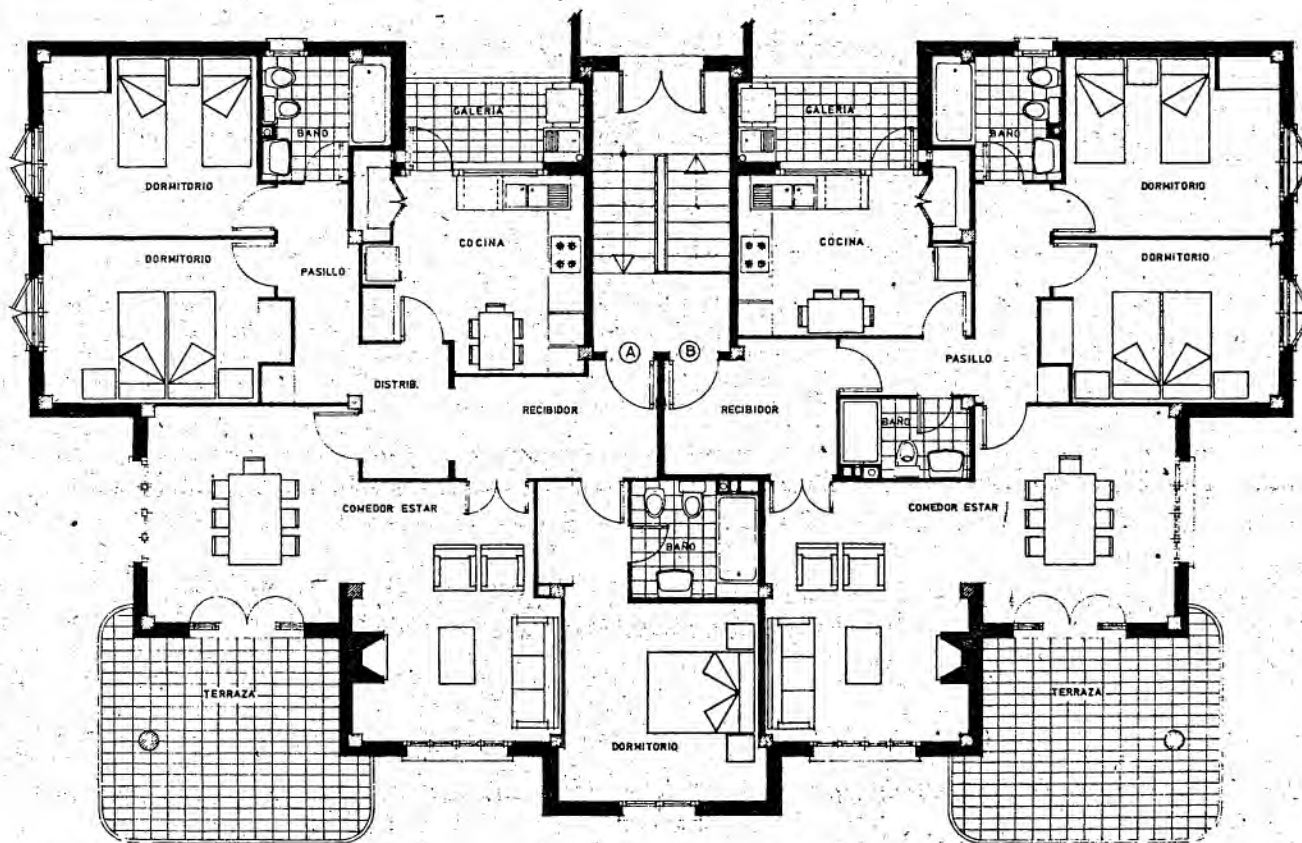 GALERIA
GALERIA
BAÑO
BAÑO
DORMITORIO
DORMITORIO
COCINA
COCINA
DORMITORIO
DORMITORIO
PASILLO
A
B
PASILLO
DISTRIB.
RECIBIDOR
RECIBIDOR
BAÑO
COMEDOR ESTAR
COMEDOR ESTAR
BAÑO
TERRAZA
TERRAZA
DORMITORIO